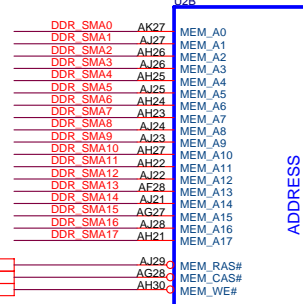 U2B
DDR_SMA0 AK27 MEM_A0
DDR_SMA1 AJ27 MEM_A1
DDR_SMA2 AH26 MEM_A2
DDR_SMA3 AJ26 MEM_A3
DDR_SMA4 AH25 MEM_A4
DDR_SMA5 AJ25 MEM_A5
DDR_SMA6 AH24 MEM_A6
DDR_SMA7 AH23 MEM_A7
DDR_SMA8 AJ24 MEM_A8
DDR_SMA9 AJ23 MEM_A9
DDR_SMA10 AH27 MEM_A10
DDR_SMA11 AH22 MEM_A11
DDR_SMA12 AJ22 MEM_A12
DDR_SMA13 AF28 MEM_A13
DDR_SMA14 AJ21 MEM_A14
DDR_SMA15 AG27 MEM_A15
DDR_SMA16 AJ28 MEM_A16
DDR_SMA17 AH21 MEM_A17
AJ29 MEM_RAS#
AG28 MEM_CAS#
AH30 MEM_WE#
ADDRESS